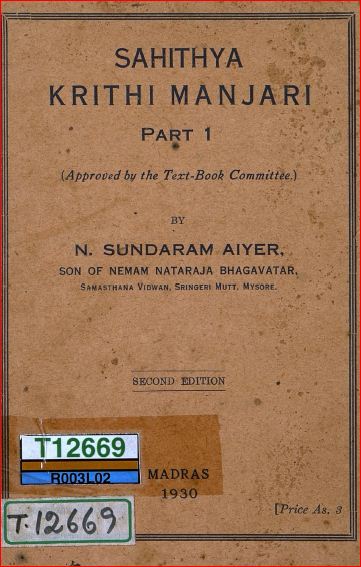 SAHITHYA
KRITHI MANJARI
PART 1
(Approved by the Text-Book Committee.)
BY
N. SUNDARAM AIYER,
SON OF NEMAM NATARAJA BHAGAVATAR,
SAMASTHANA VIDWAN, SRINGERI MUTT, MYSORE.
SECOND EDITION
T12669
R003L02
MADRAS
1930
T.12669
[Price As. 3